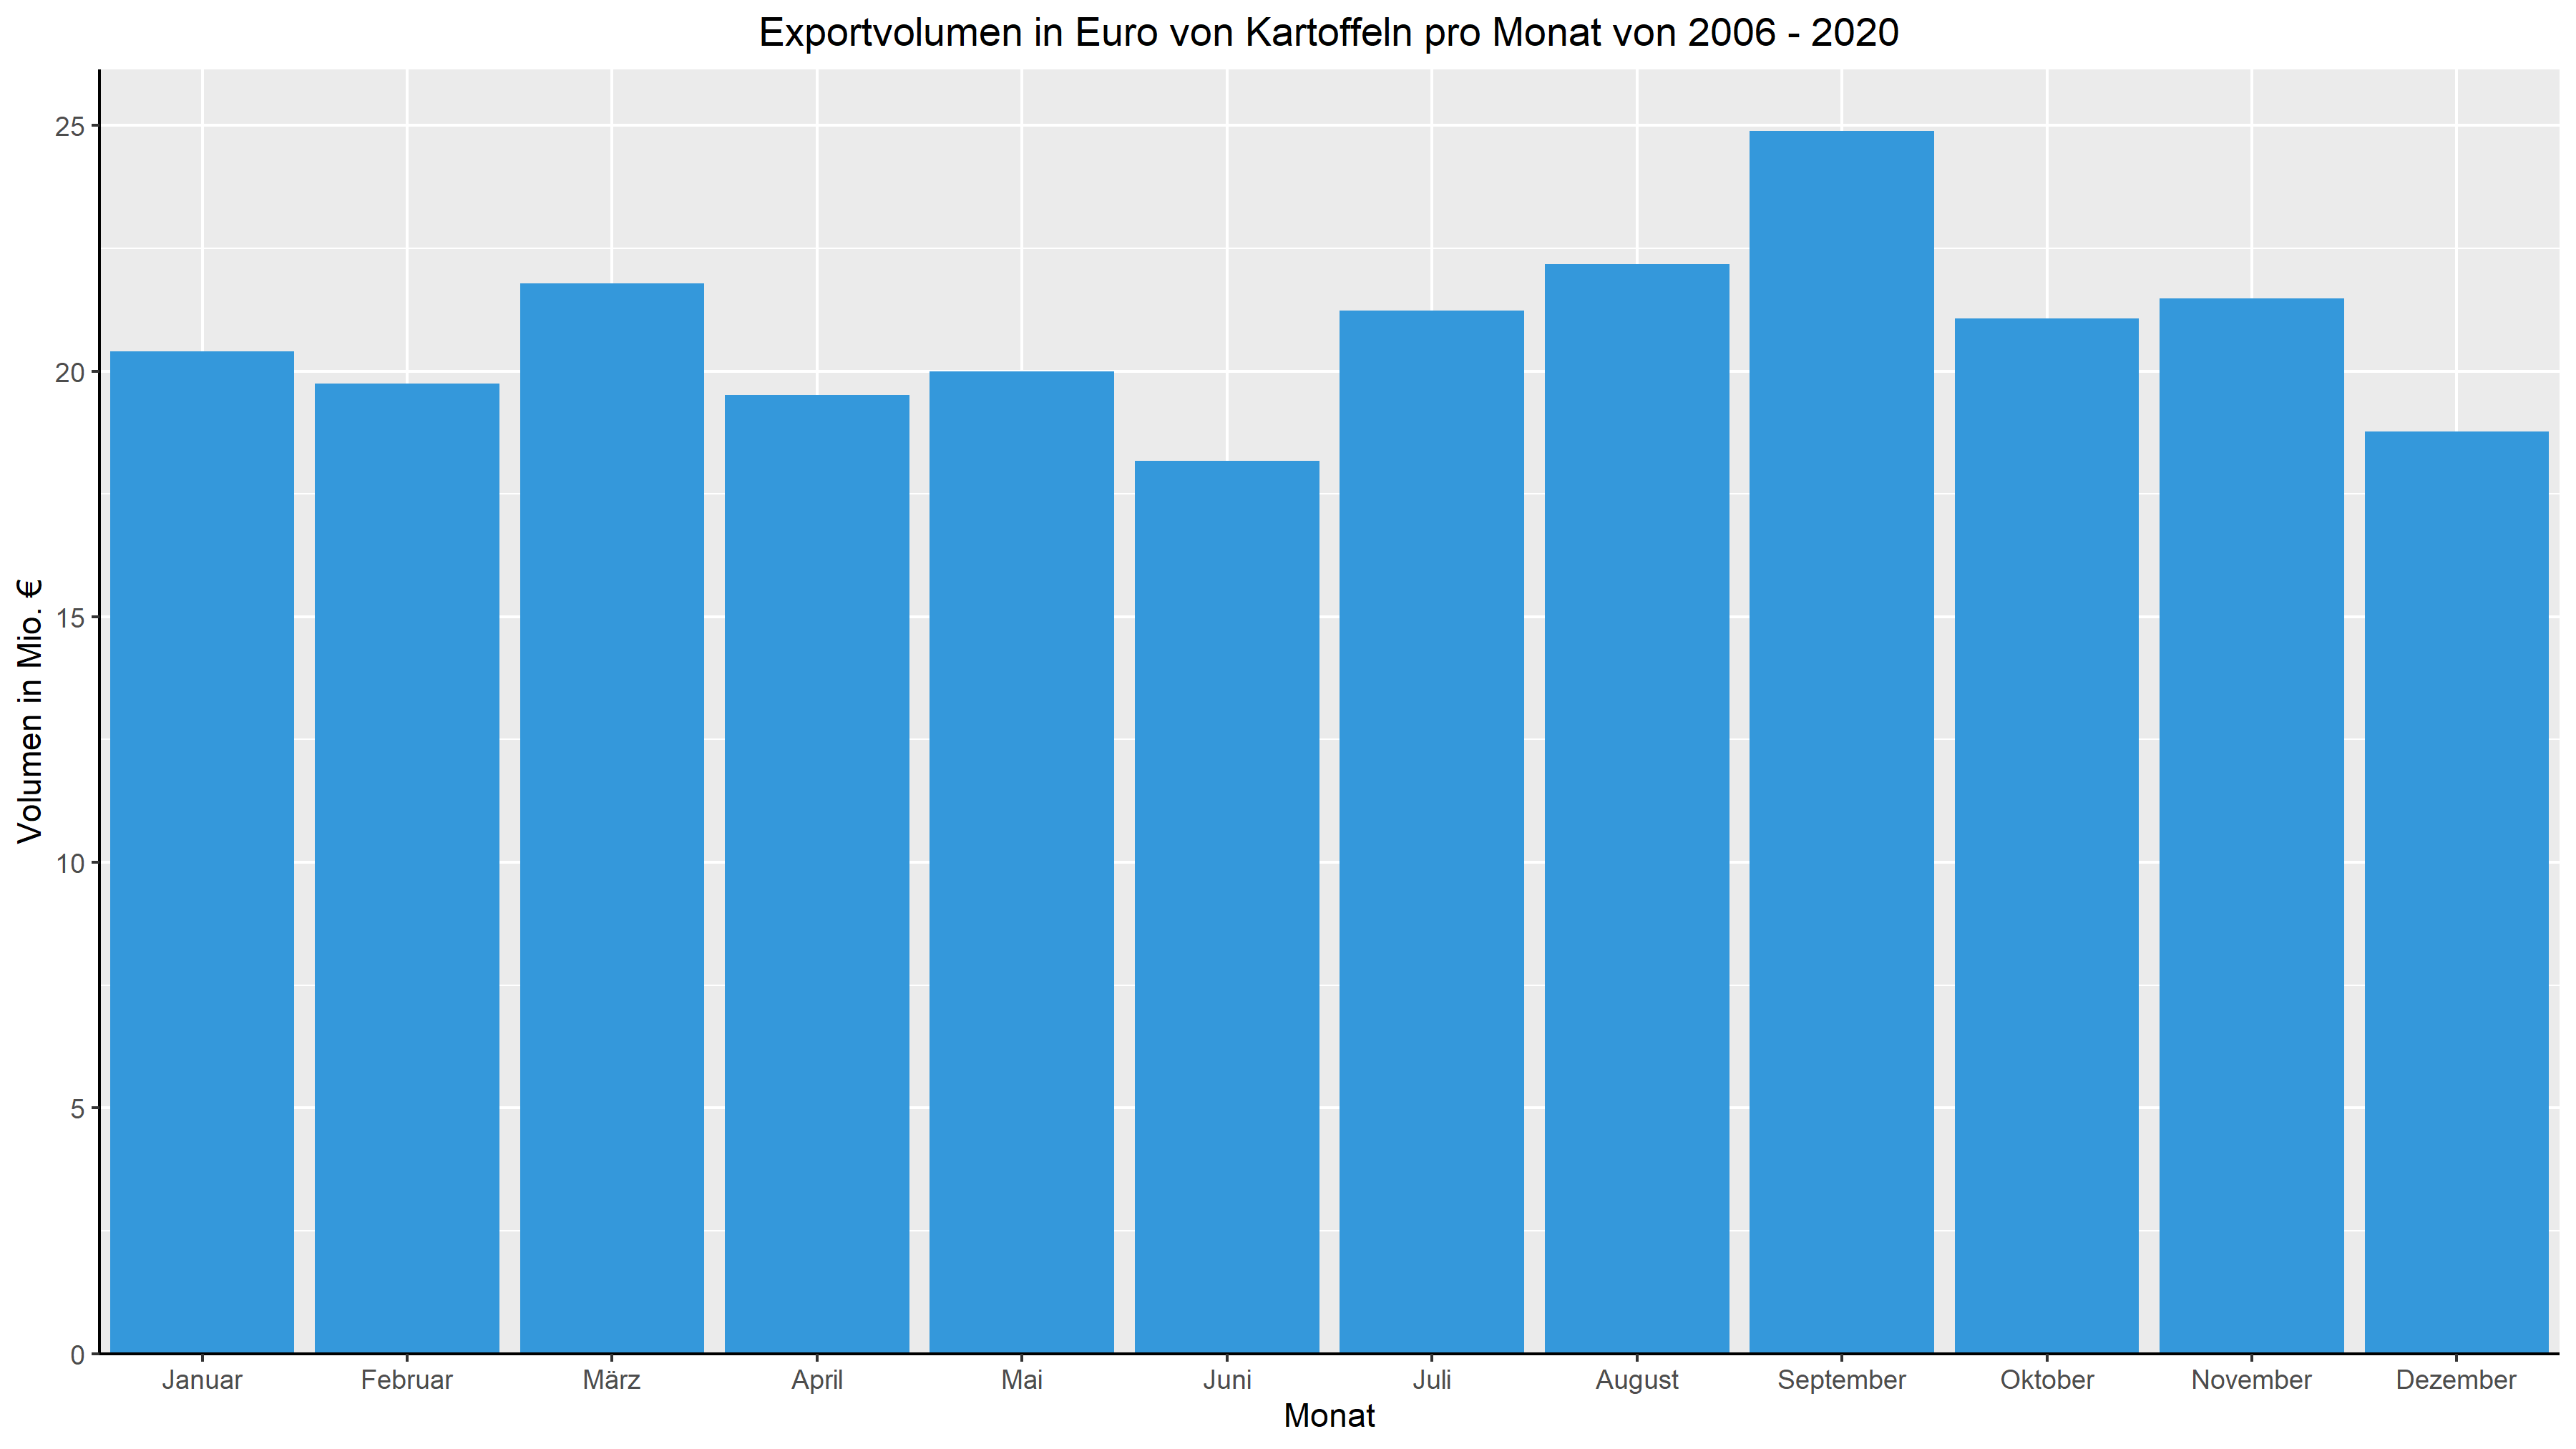 Exportvolumen in Euro von Kartoffeln pro Monat von 2006 - 2020
Volumen in Mio. €
25
20
15
10
5
0
Januar Februar März April Mai Juni Juli August September Oktober November Dezember
Monat